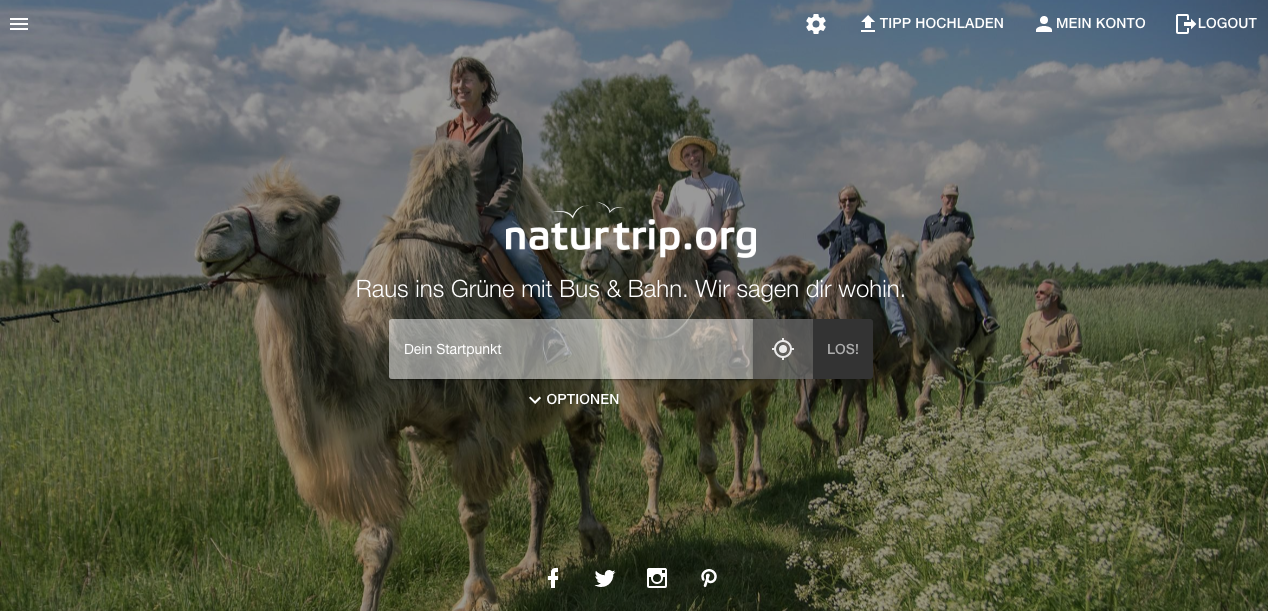 TIPP HOCHLADEN
MEIN KONTO
LOGOUT
naturtrip.org
Raus ins Grüne mit Bus & Bahn. Wir sagen dir wohin.
Dein Startpunkt
LOS!
OPTIONEN